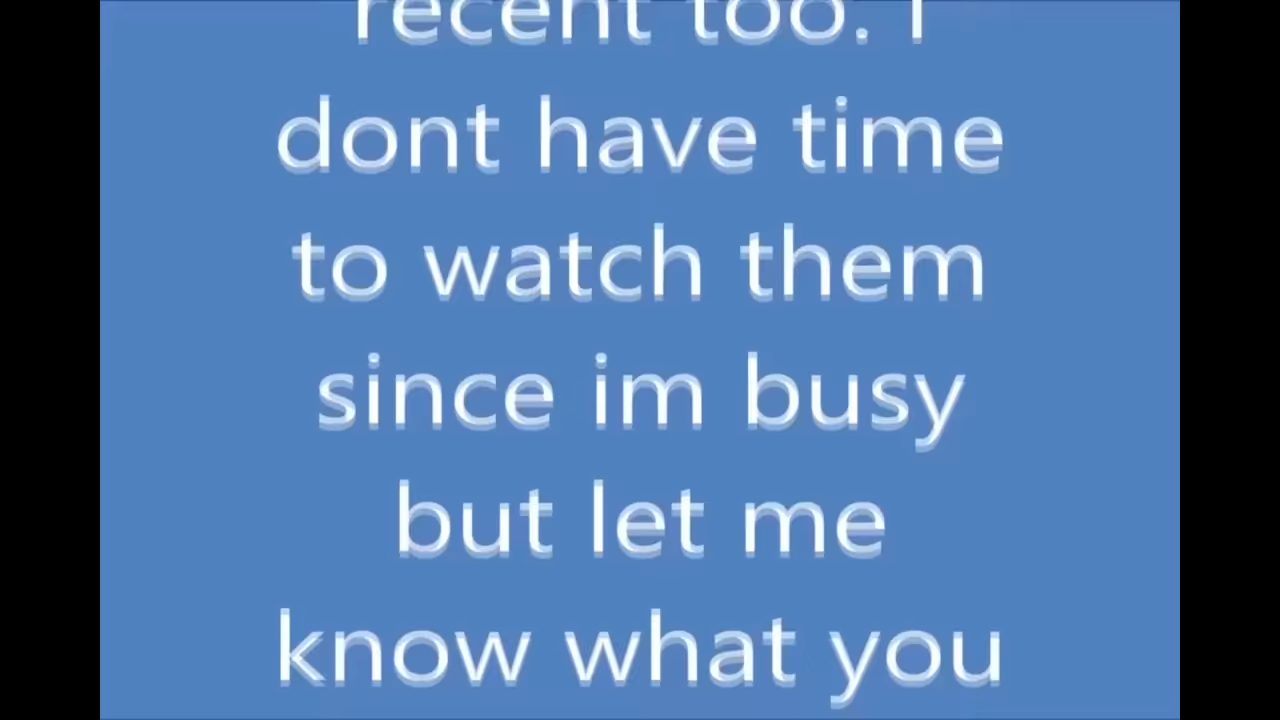 recent too. I
dont have time
to watch them
since im busy
but let me
know what you